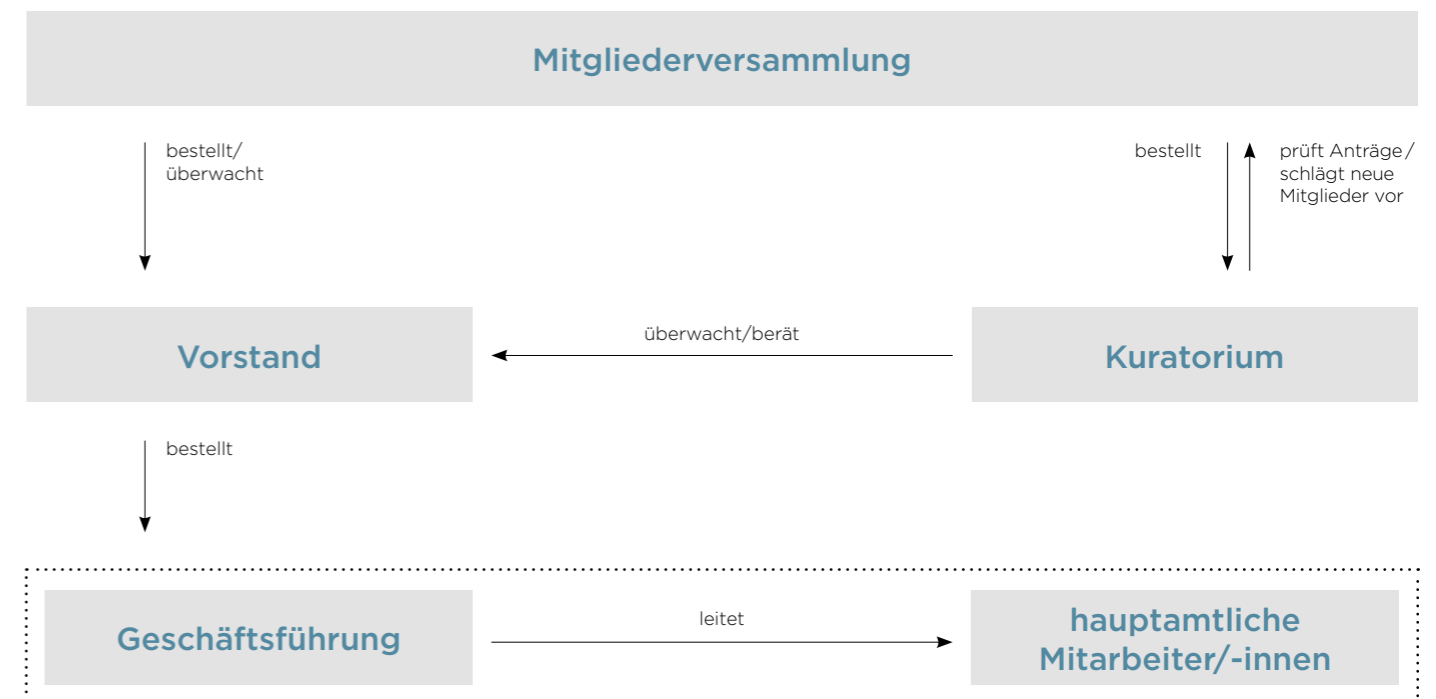 Mitgliederversammlung
bestellt/
überwacht
bestellt
prüft Anträge/
schlägt neue
Mitglieder vor
Vorstand
überwacht/berät
Kuratorium
bestellt
Geschäftsführung
leitet
hauptamtliche
Mitarbeiter/-innen